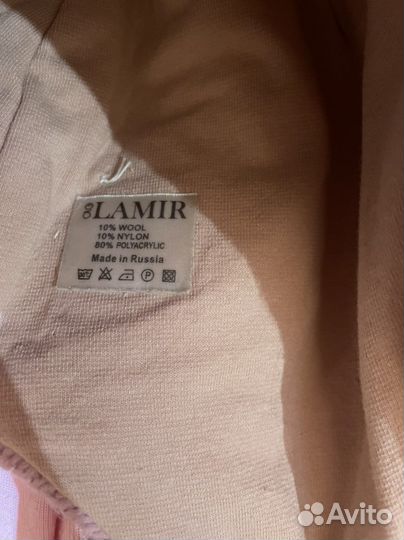 LAMIR
10% WOOL
10% NYLON
80% POLYACRYLIC
Made in Russia
P
Avito